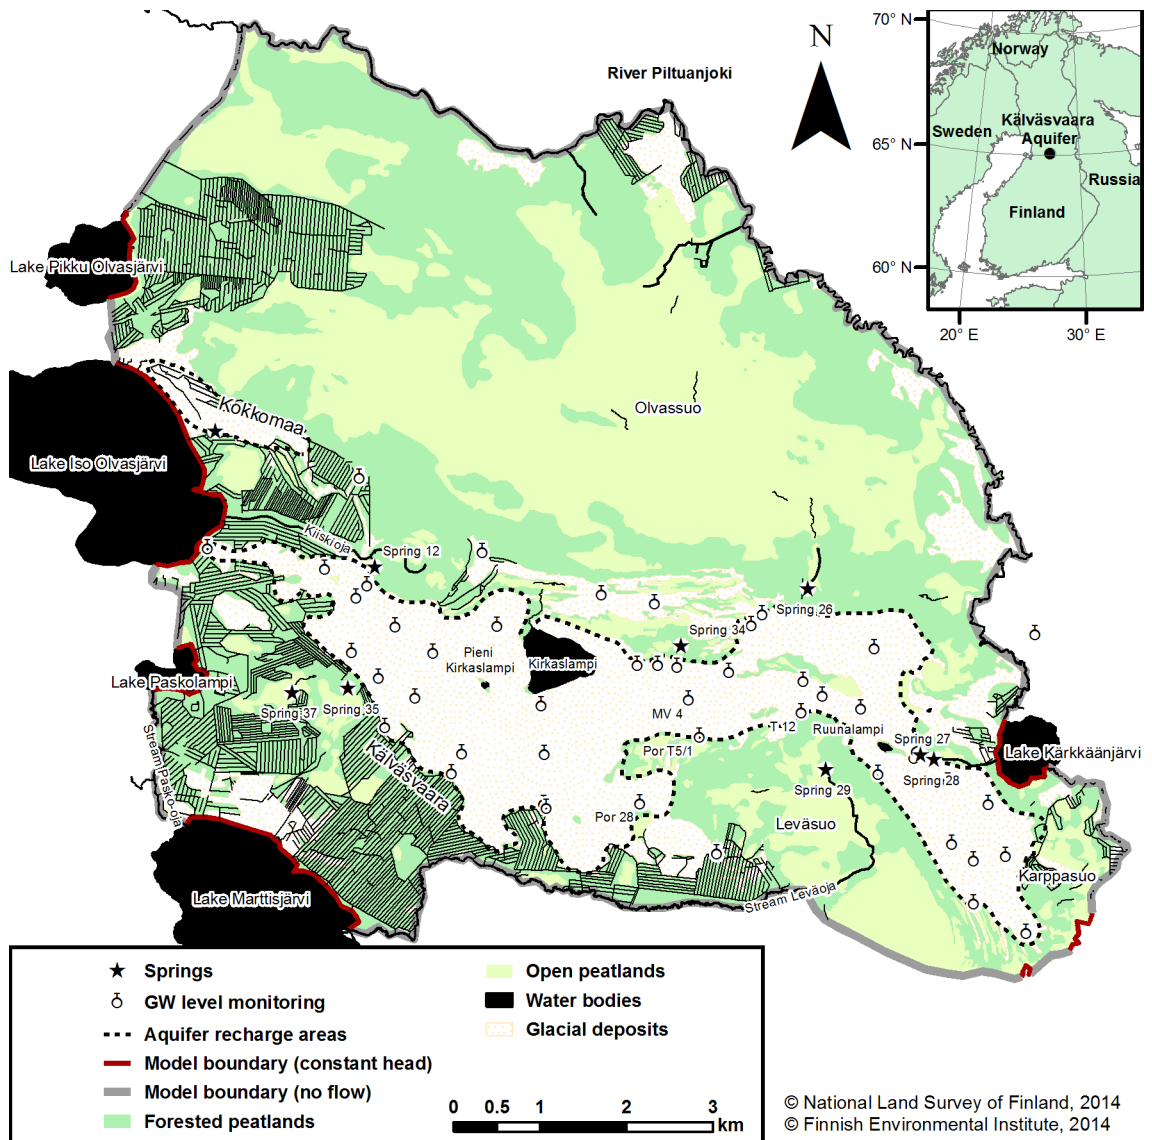 70° N
Norway
N
River Piltuanjoki
Kälväsvaara
Aquifer
Sweden
65° N
Russia
Finland
60° N
20° E
30° E
Lake Pikku Olvasjärvi
Kokkomaa
Olvassuo
Lake Iso Olvasjärvi
Kiiskioja
Spring 12
Spring 26
Spring 34
Pieni
Kirkaslampi
Kirkaslampi
Lake Paskolampi
Spring 37
Spring 35
MV 4
T 12
Ruunalampi
Stream Pasko-oja
Kälväsvaara
Por T5/1
Spring 27
Lake Kärkkäänjärvi
Spring 28
Spring 29
Por 28
Leväsuo
Karppasuo
Lake Marttisjärvi
Stream Leväoja
Springs
GW level monitoring
Aquifer recharge areas
Model boundary (constant head)
Model boundary (no flow)
Forested peatlands
Open peatlands
Water bodies
Glacial deposits
0 0.5 1 2 3
km
© National Land Survey of Finland, 2014
© Finnish Environmental Institute, 2014